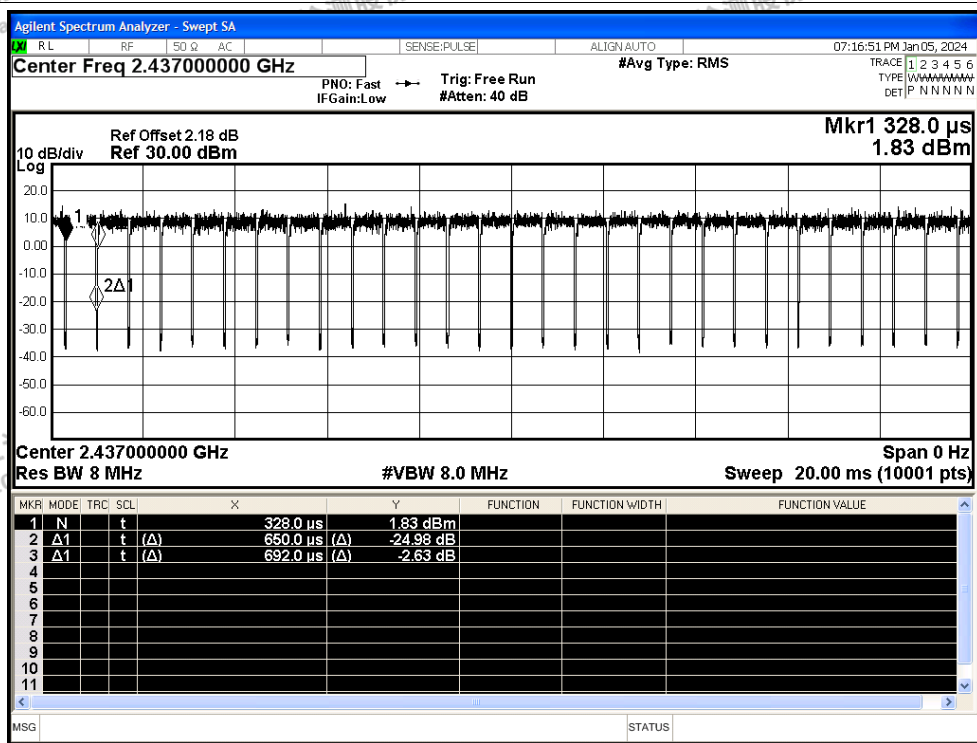 Agilent Spectrum Analyzer - Swept SA
LXI RL RF 50 Ω AC SENSE:PULSE ALIGN AUTO 07:16:51 PM Jan 05, 2024
Center Freq 2.437000000 GHz #Avg Type: RMS TRACE 1 2 3 4 5 6
PNO: Fast Trig: Free Run TYPE WWWWWW
IFGain:Low #Atten: 40 dB DET P N N N N N
Mkr1 328.0 µs
1.83 dBm
Ref Offset 2.18 dB
10 dB/div Ref 30.00 dBm
Log
20.0
10.0
1
0.00
-10.0
2Δ1
-20.0
-30.0
-40.0
-50.0
-60.0
Center 2.437000000 GHz Span 0 Hz
Res BW 8 MHz #VBW 8.0 MHz Sweep 20.00 ms (10001 pts)
MKR MODE TRC SCL X Y FUNCTION FUNCTION WIDTH FUNCTION VALUE
1 N t 328.0 µs 1.83 dBm
2 Δ1 t (Δ) 650.0 µs (Δ) -24.98 dB
3 Δ1 t (Δ) 692.0 µs (Δ) -2.63 dB
4
5
6
7
8
9
10
11
MSG STATUS